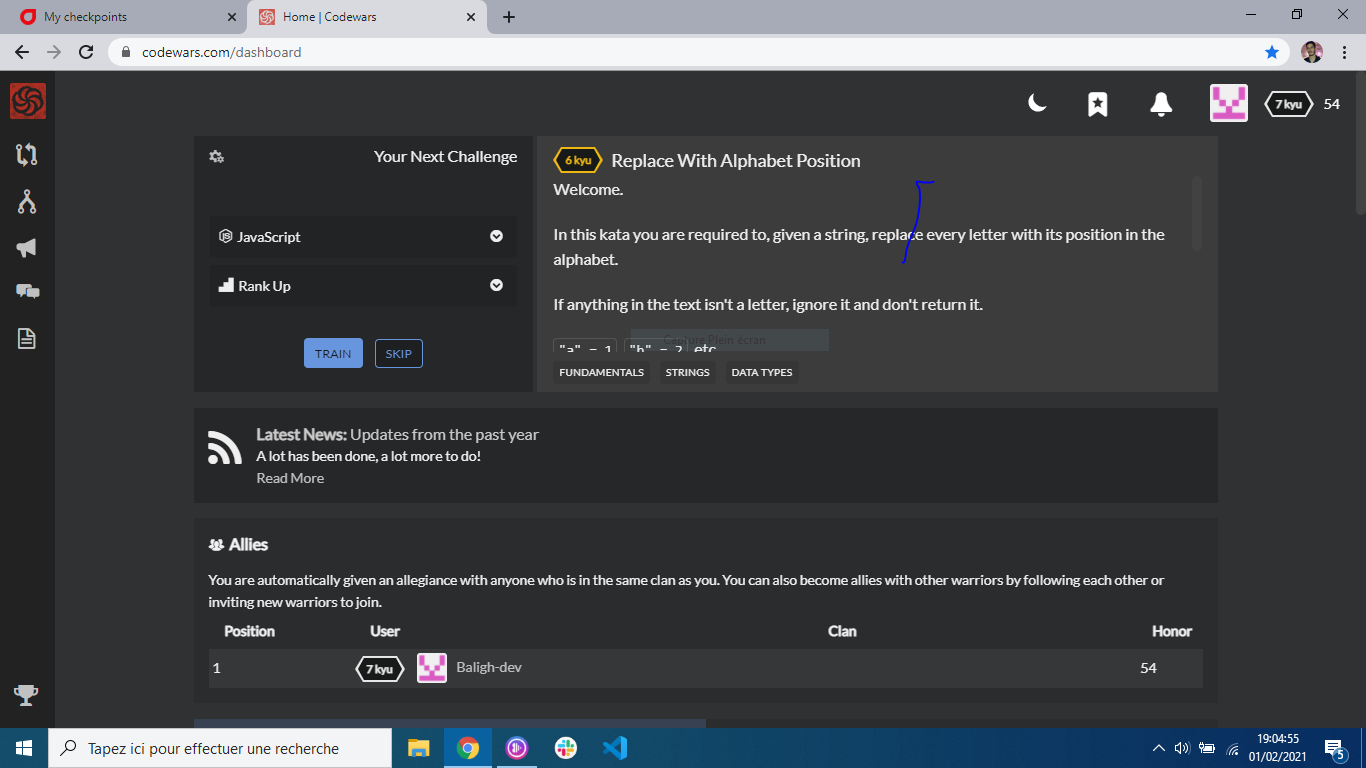 My checkpoints
Home | Codewars
codewars.com/dashboard
7 kyu 54
Your Next Challenge
JavaScript
Rank Up
TRAIN SKIP
6 kyu Replace With Alphabet Position
Welcome.
In this kata you are required to, given a string, replace every letter with its position in the
alphabet.
If anything in the text isn't a letter, ignore it and don't return it.
Capture Plein écran
"a" = 1 "b" = 2 etc
FUNDAMENTALS STRINGS DATA TYPES
Latest News: Updates from the past year
A lot has been done, a lot more to do!
Read More
Allies
You are automatically given an allegiance with anyone who is in the same clan as you. You can also become allies with other warriors by following each other or
inviting new warriors to join.
Position User Clan Honor
1 7 kyu Baligh-dev 54
Tapez ici pour effectuer une recherche
19:04:55
01/02/2021
5